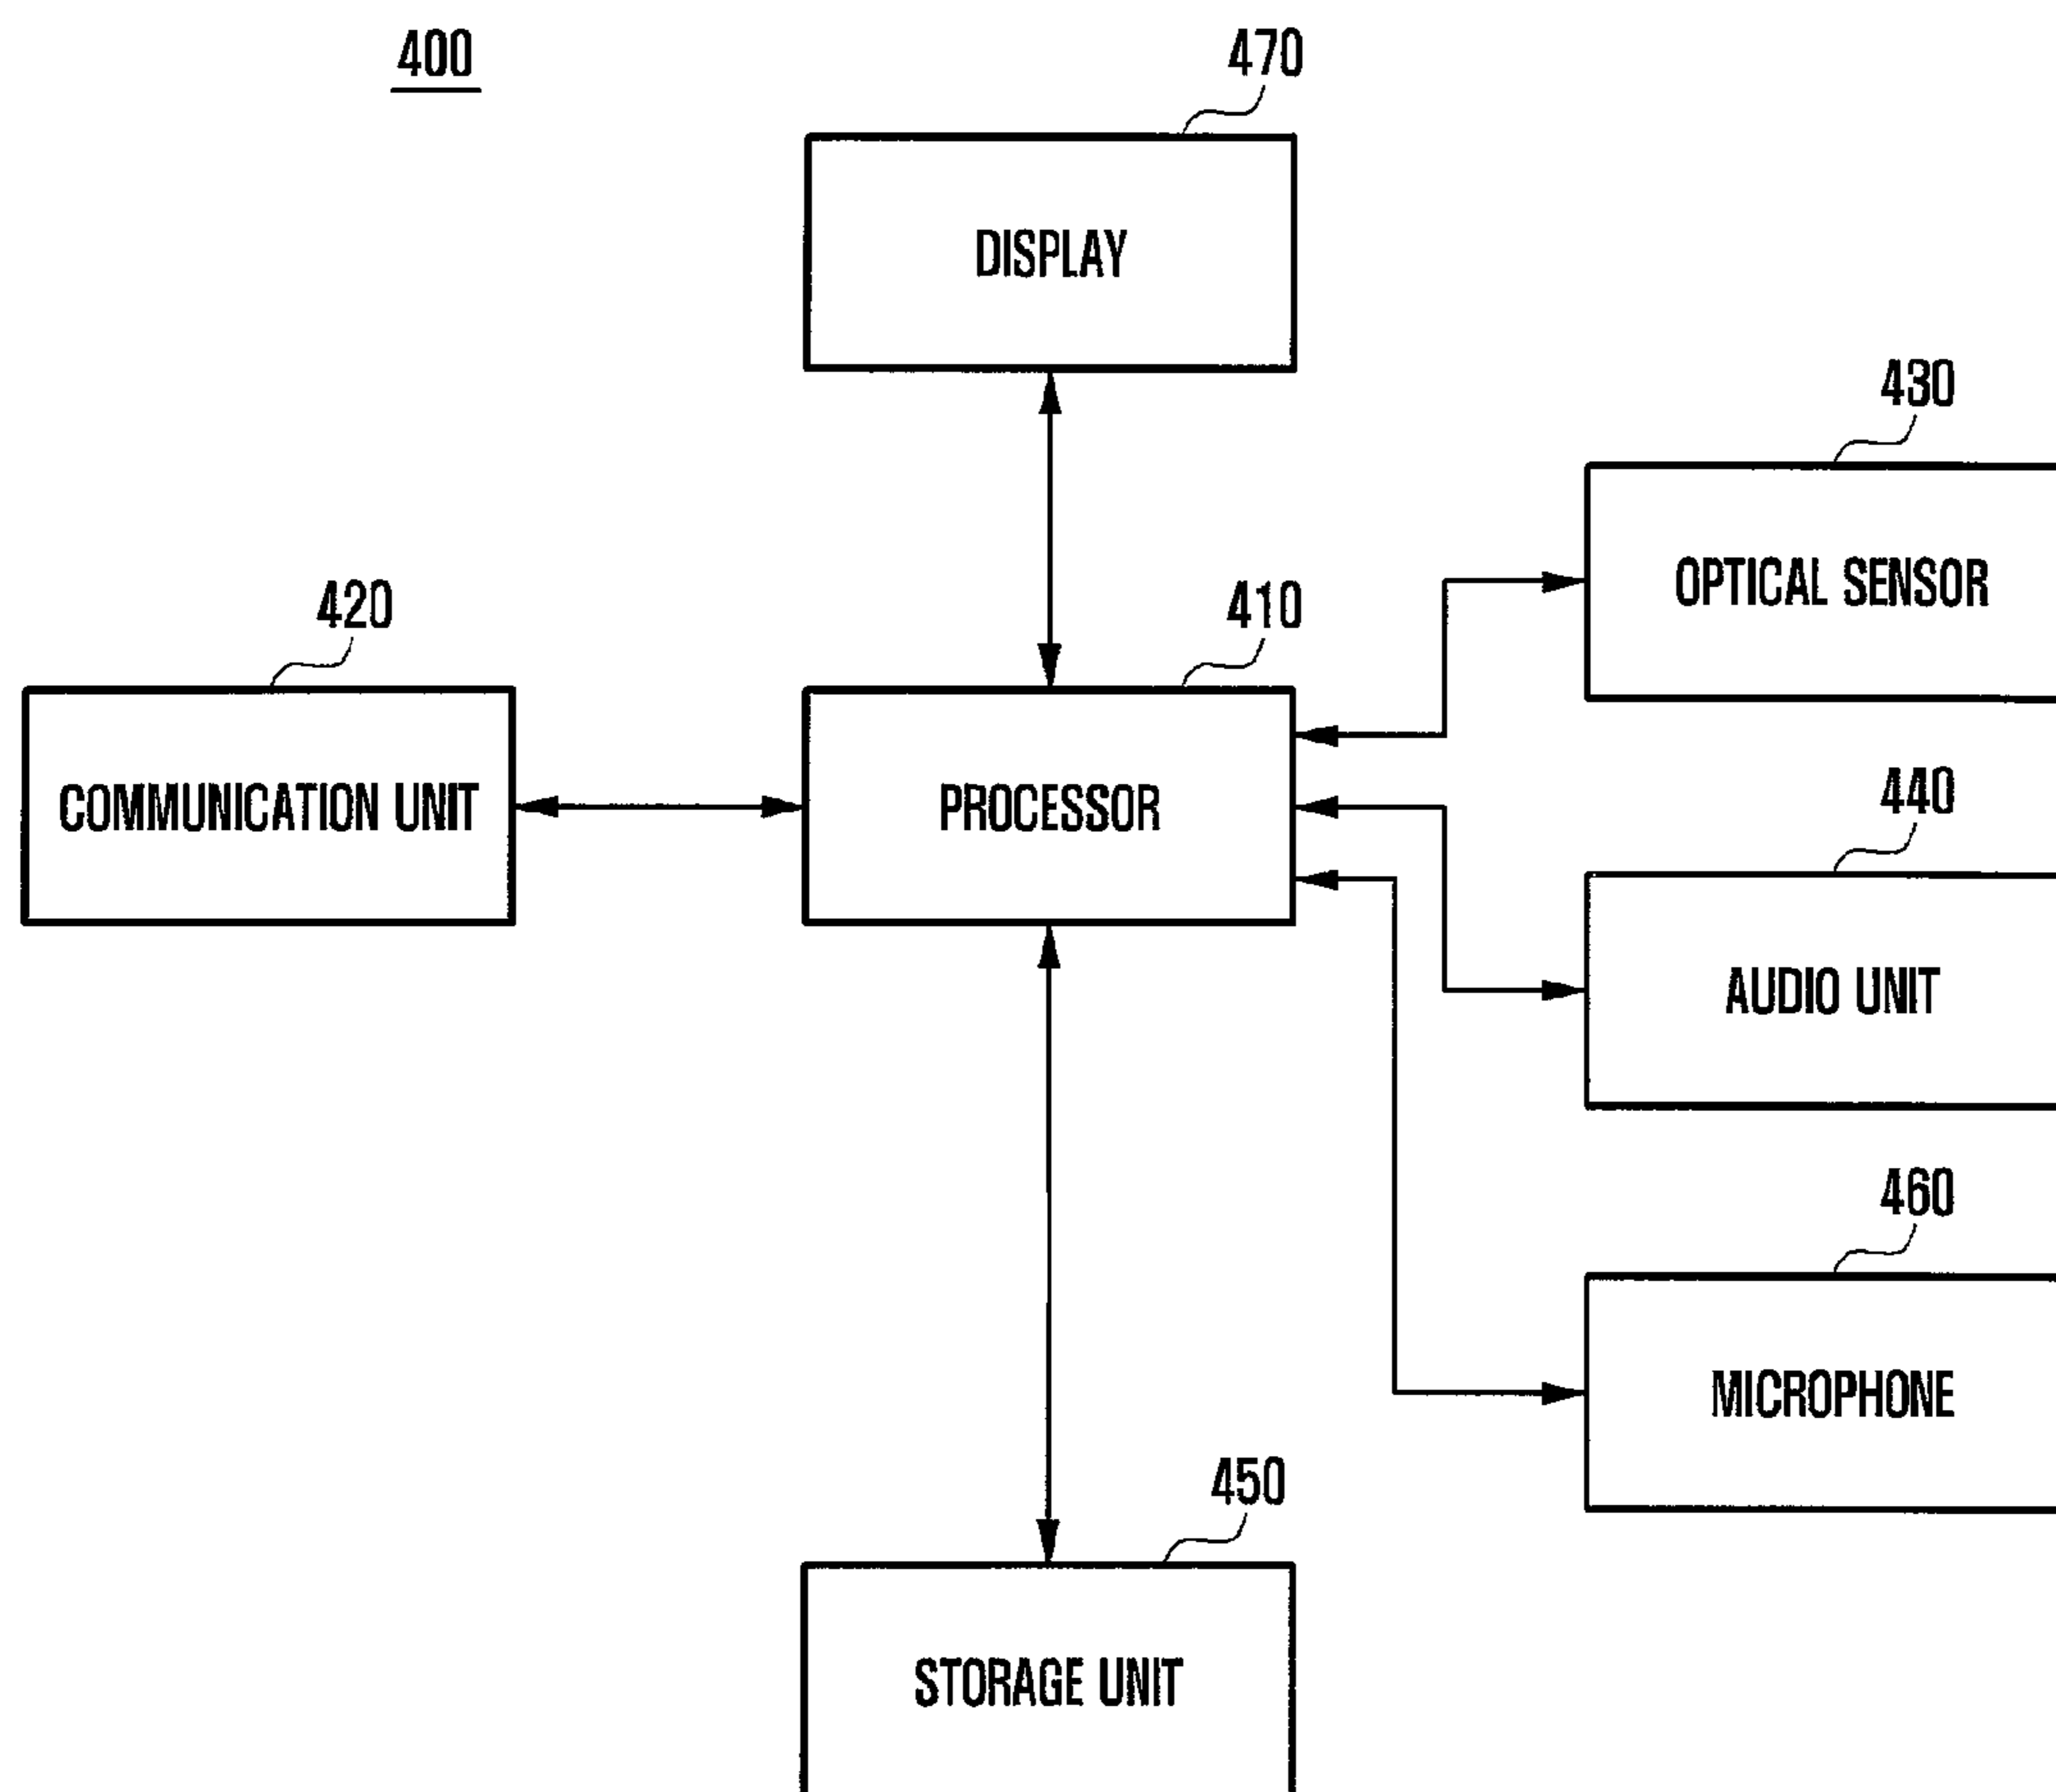 400
470
DISPLAY
430
OPTICAL SENSOR
420
COMMUNICATION UNIT
410
PROCESSOR
440
AUDIO UNIT
460
MICROPHONE
450
STORAGE UNIT